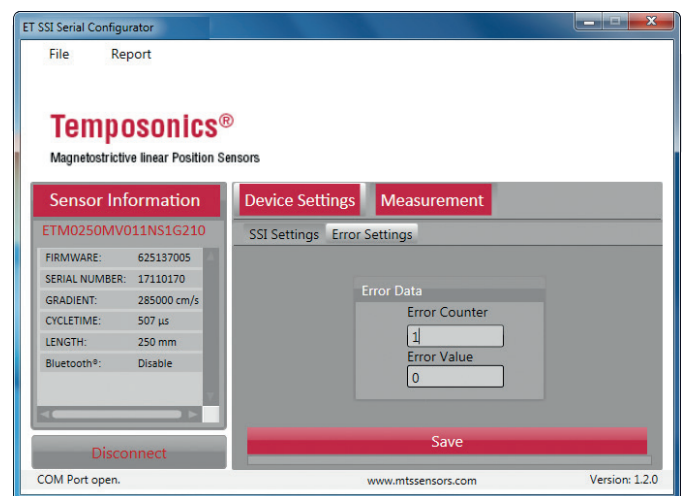 ET SSI Serial Configurator
File Report
Temposonics®
Magnetostrictive linear Position Sensors
Sensor Information
ETM0250MV011NS1G210
FIRMWARE: 625137005
SERIAL NUMBER: 17110170
GRADIENT: 285000 cm/s
CYCLETIME: 507 µs
LENGTH: 250 mm
Bluetooth®: Disable
Disconnect
Device Settings Measurement
SSI Settings Error Settings
Error Data
Error Counter
1
Error Value
0
Save
COM Port open. www.mtssensors.com Version: 1.2.0